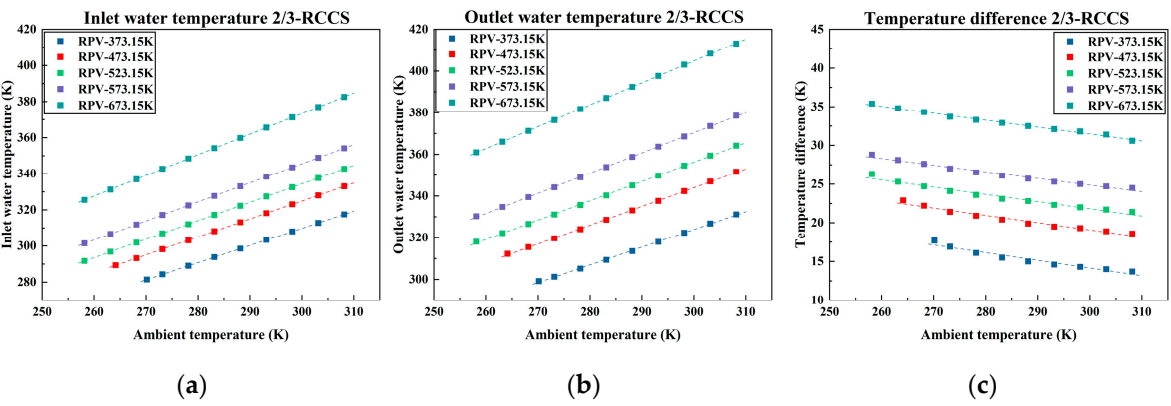 Inlet water temperature 2/3-RCCS
420
400
380
360
340
320
300
280
Inlet water temperature (K)
RPV-373.15K
RPV-473.15K
RPV-523.15K
RPV-573.15K
RPV-673.15K
250 260 270 280 290 300 310
Ambient temperature (K)
(a)
Outlet water temperature 2/3-RCCS
420
400
380
360
340
320
300
Outlet water temperature (K)
RPV-373.15K
RPV-473.15K
RPV-523.15K
RPV-573.15K
RPV-673.15K
250 260 270 280 290 300 310
Ambient temperature (K)
(b)
Temperature difference 2/3-RCCS
45
40
35
30
25
20
15
10
Temperature difference (K)
RPV-373.15K
RPV-473.15K
RPV-523.15K
RPV-573.15K
RPV-673.15K
250 260 270 280 290 300 310
Ambient temperature (K)
(c)